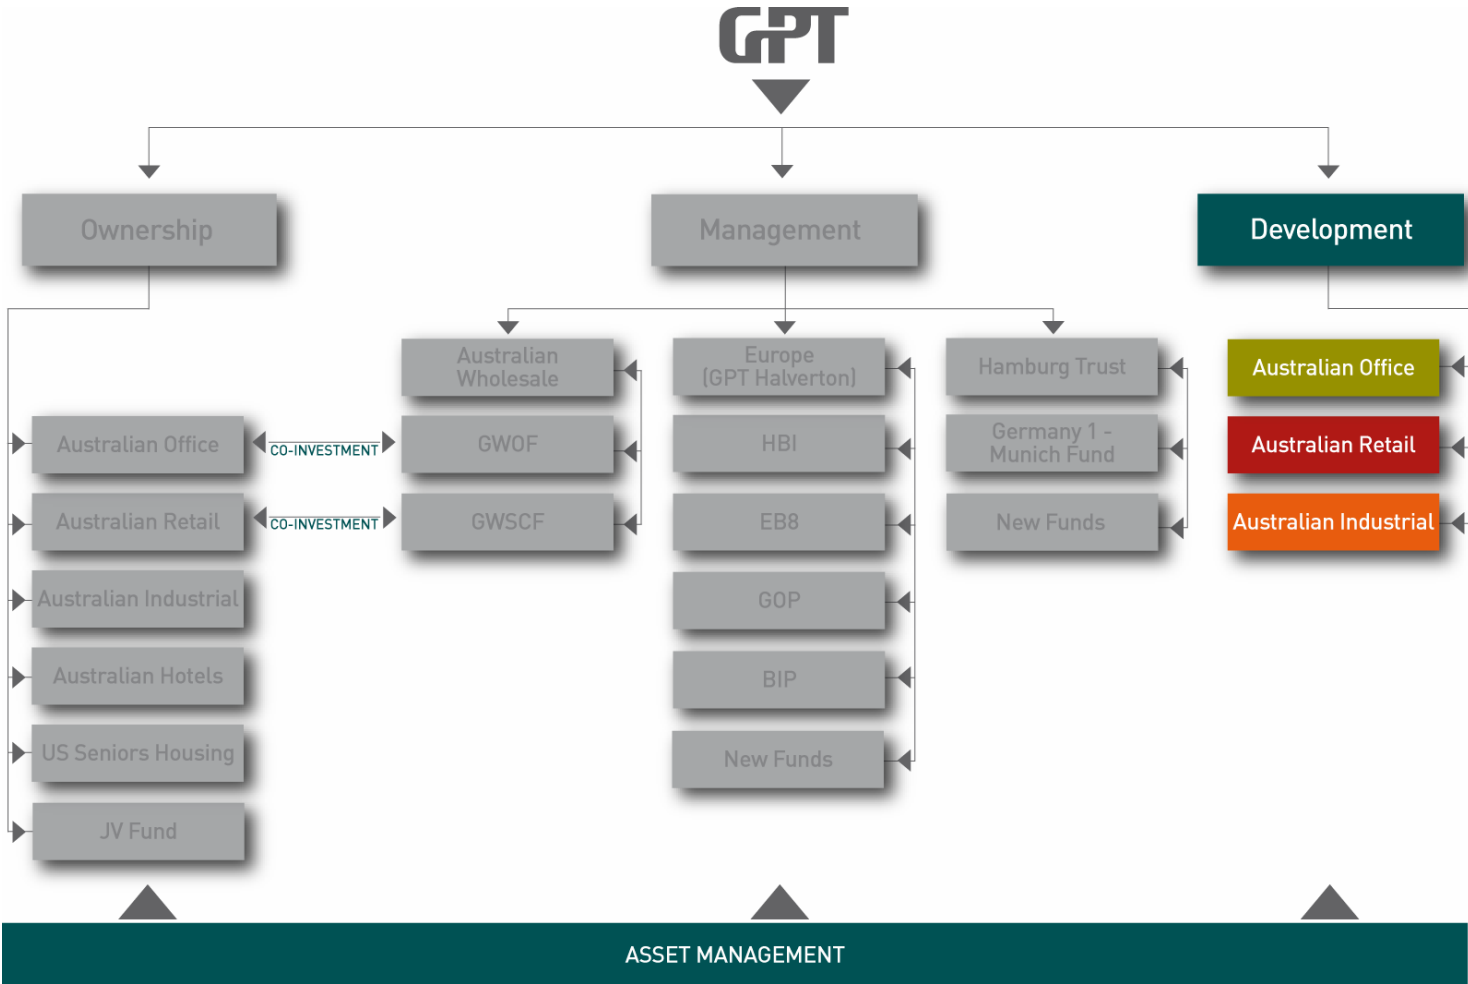 GPT
Ownership
Management
Development
Australian
Wholesale
Europe
(GPT Halverton)
Hamburg Trust
Australian Office
Australian Office
CO-INVESTMENT
GWOF
HBI
Germany 1 -
Munich Fund
Australian Retail
Australian Retail
CO-INVESTMENT
GWSCF
EB8
New Funds
Australian Industrial
Australian Industrial
GOP
Australian Hotels
BIP
US Seniors Housing
New Funds
JV Fund
ASSET MANAGEMENT